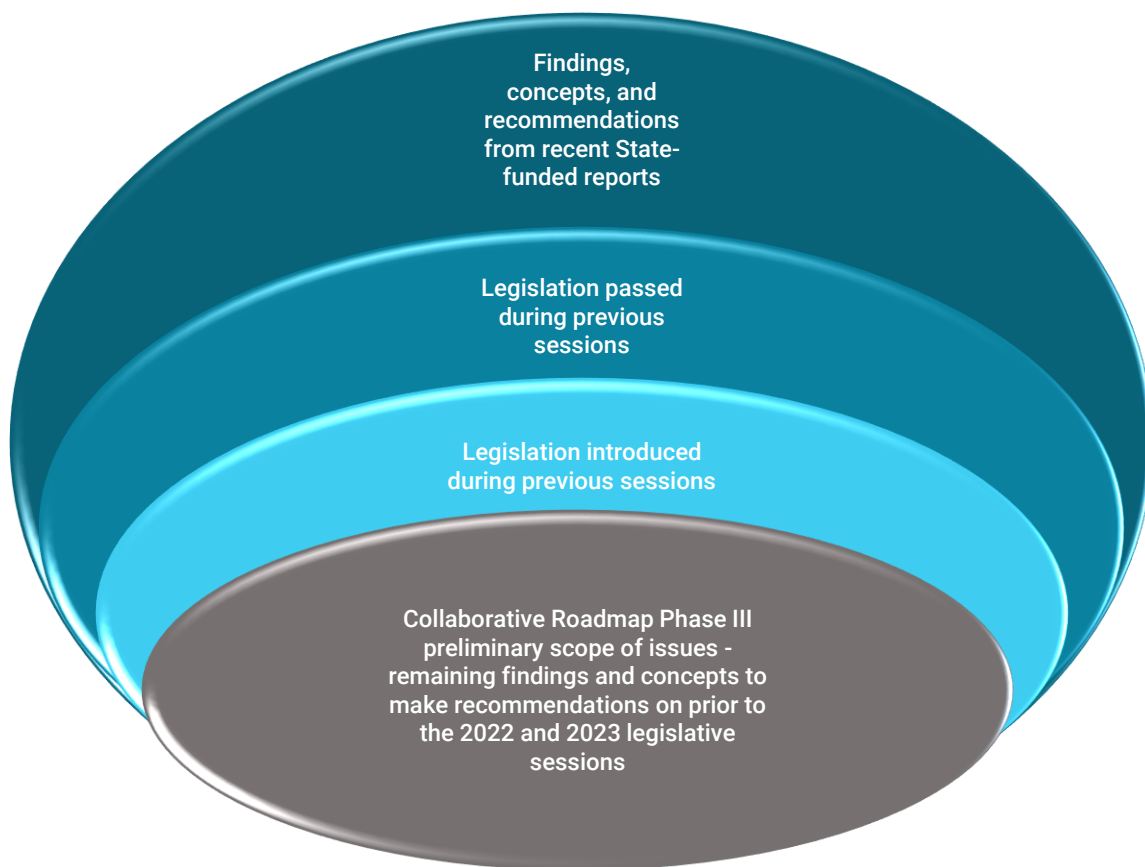 Findings,
concepts, and
recommendations
from recent State-
funded reports
Legislation passed
during previous
sessions
Legislation introduced
during previous sessions
Collaborative Roadmap Phase III
preliminary scope of issues -
remaining findings and concepts to
make recommendations on prior to
the 2022 and 2023 legislative
sessions